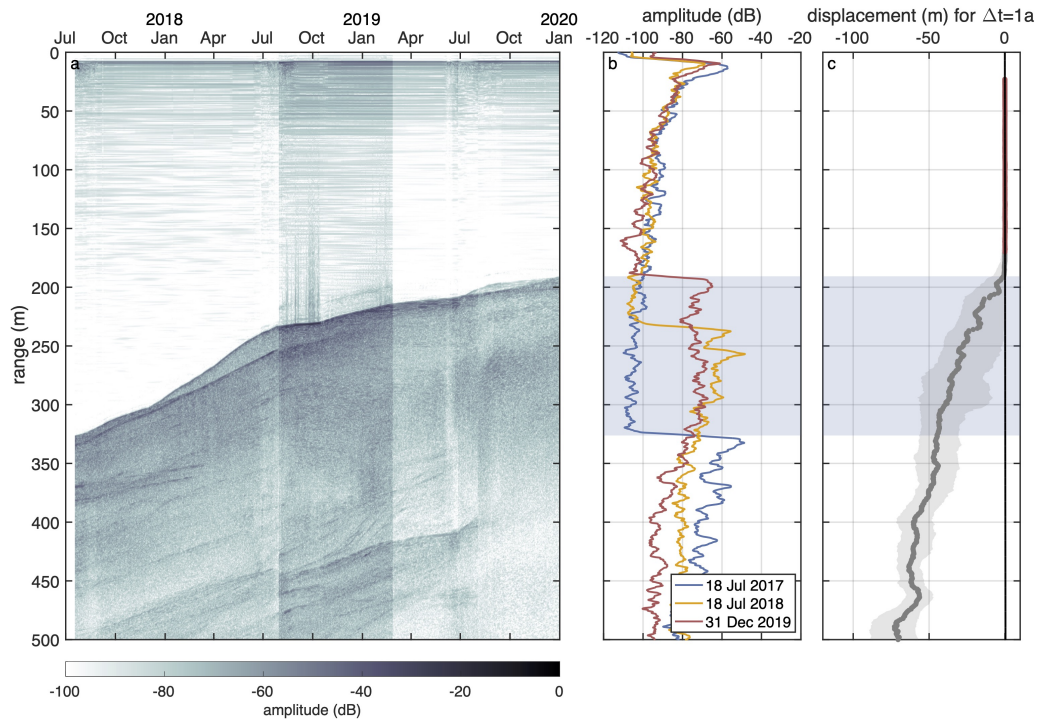 2018 2019 2020
Jul Oct Jan Apr Jul Oct Jan Apr Jul Oct Jan
a
0
50
100
150
200
250
300
350
400
450
500
range (m)
-100 -80 -60 -40 -20 0
amplitude (dB)
amplitude (dB)
-120 -100 -80 -60 -40 -20
b
18 Jul 2017
18 Jul 2018
31 Dec 2019
displacement (m) for Δt=1a
-100 -50 0
c